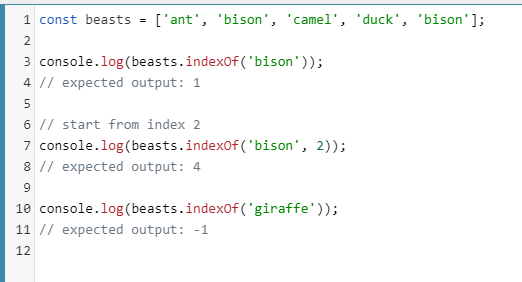 1 const beasts = ['ant', 'bison', 'camel', 'duck', 'bison'];
2
3 console.log(beasts.indexOf('bison'));
4 // expected output: 1
5
6 // start from index 2
7 console.log(beasts.indexOf('bison', 2));
8 // expected output: 4
9
10 console.log(beasts.indexOf('giraffe'));
11 // expected output: -1
12